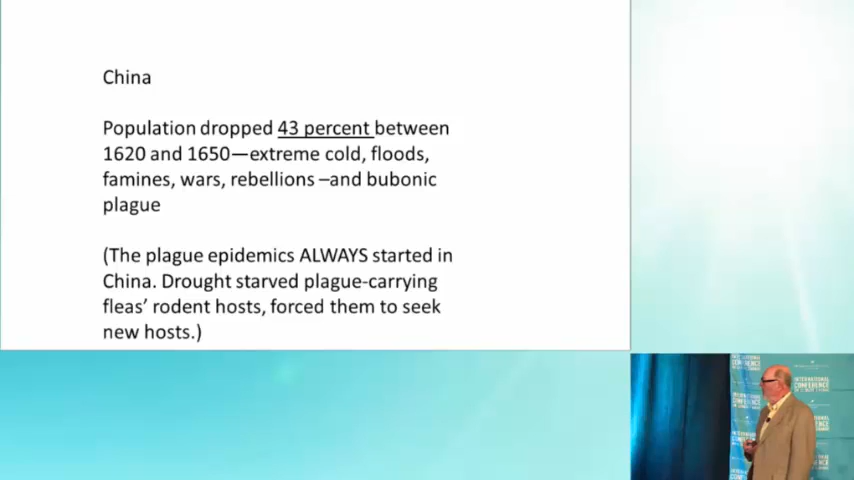 China
Population dropped 43 percent between
1620 and 1650—extreme cold, floods,
famines, wars, rebellions –and bubonic
plague
(The plague epidemics ALWAYS started in
China. Drought starved plague-carrying
fleas’ rodent hosts, forced them to seek
new hosts.)
INTERNATIONAL
CONFERENCE